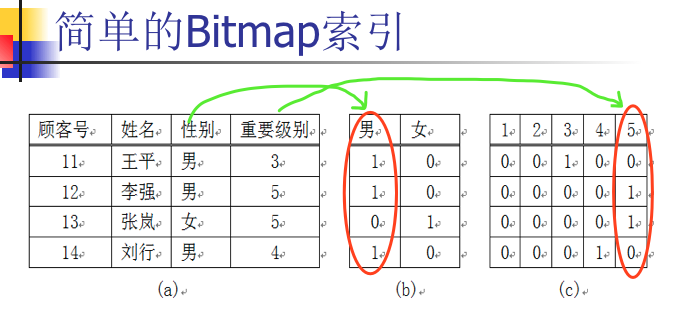 简单的Bitmap索引
顾客号 姓名 性别 重要级别 男 女 1 2 3 4 5
11 王平 男 3 1 0 0 0 1 0 0
12 李强 男 5 1 0 0 0 0 0 1
13 张岚 女 5 0 1 0 0 0 0 1
14 刘行 男 4 1 0 0 0 0 1 0
(a) (b) (c)